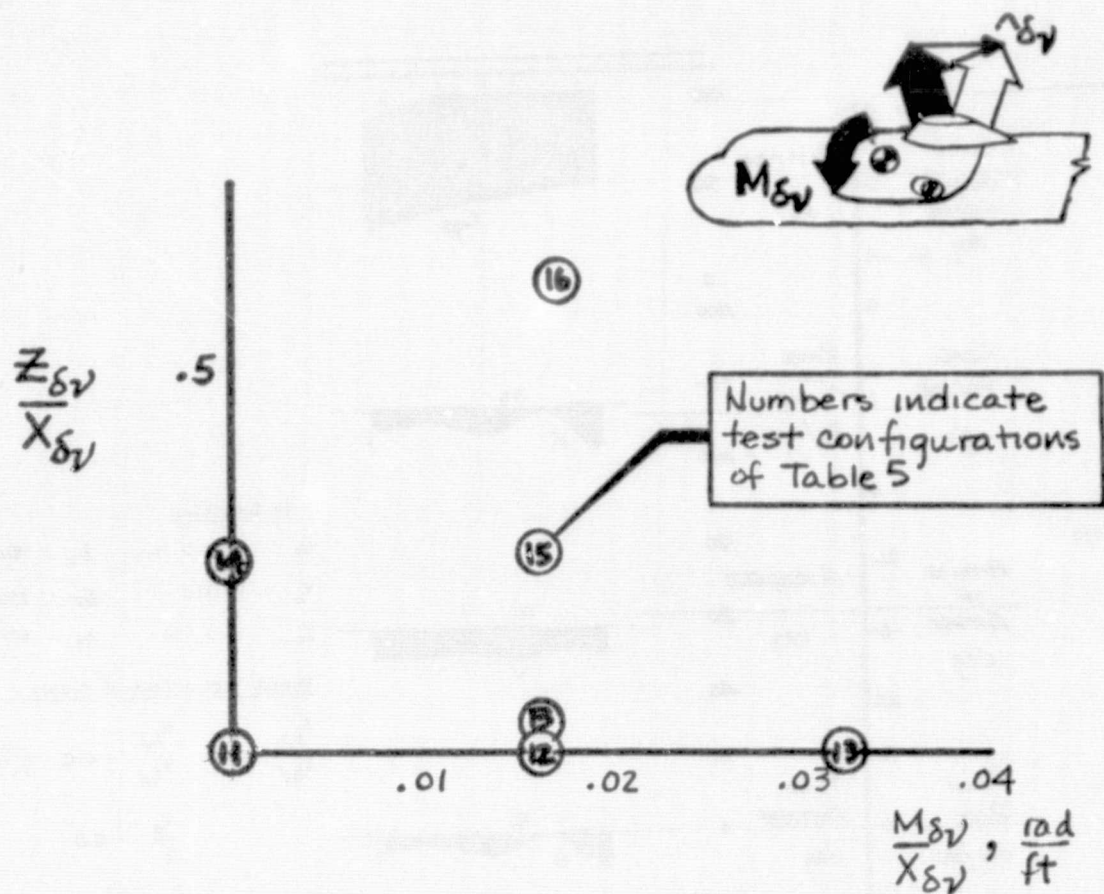 M_δν
16
Z_δν
X_δν
.5
Numbers indicate
test configurations
of Table 5
15
11
12
13
.01
.02
.03
.04
M_δν
X_δν , rad
ft